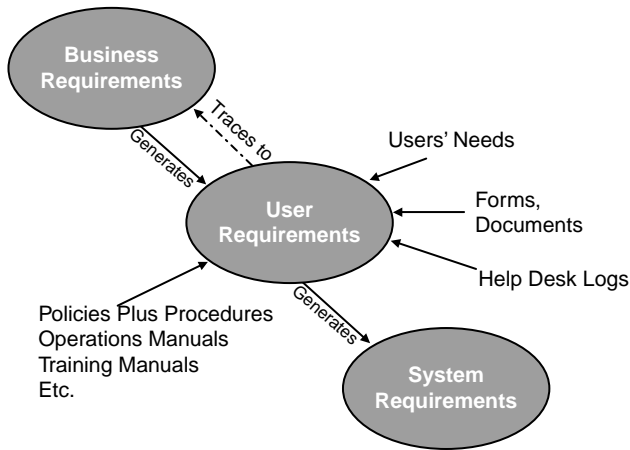 Business
Requirements
Traces to
Generates
Users' Needs
User
Requirements
Forms,
Documents
Help Desk Logs
Generates
Policies Plus Procedures
Operations Manuals
Training Manuals
Etc.
System
Requirements